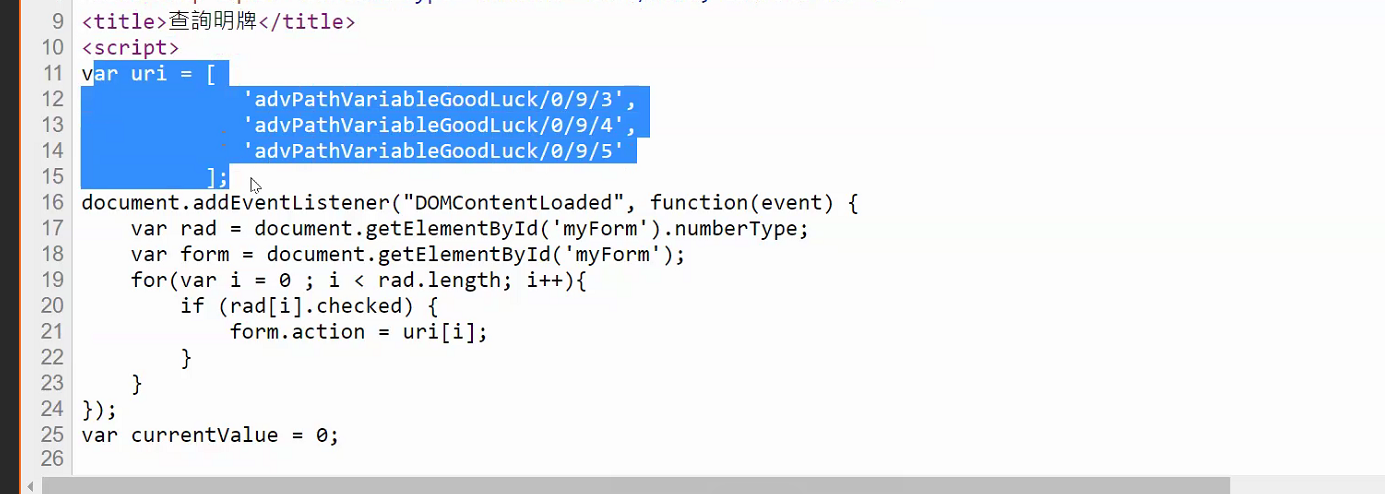 9 <title>查詢明牌</title>
10 <script>
11 var uri = [
12 'advPathVariableGoodLuck/0/9/3',
13 'advPathVariableGoodLuck/0/9/4',
14 'advPathVariableGoodLuck/0/9/5'
15 ];
16 document.addEventListener("DOMContentLoaded", function(event) {
17 var rad = document.getElementById('myForm').numberType;
18 var form = document.getElementById('myForm');
19 for(var i = 0 ; i < rad.length; i++){
20 if (rad[i].checked) {
21 form.action = uri[i];
22 }
23 }
24 });
25 var currentValue = 0;
26